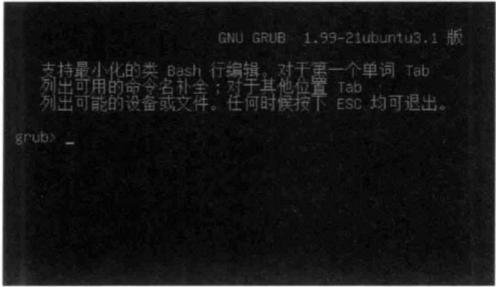 GNU GRUB 1.99-21ubuntu3.1 版
支持最小化的类 Bash 行编辑。对于第一个单词 Tab
列出可用的命令名补全；对于其他位置 Tab
列出可能的设备或文件。任何时候按下 ESC 均可退出。
grub> _